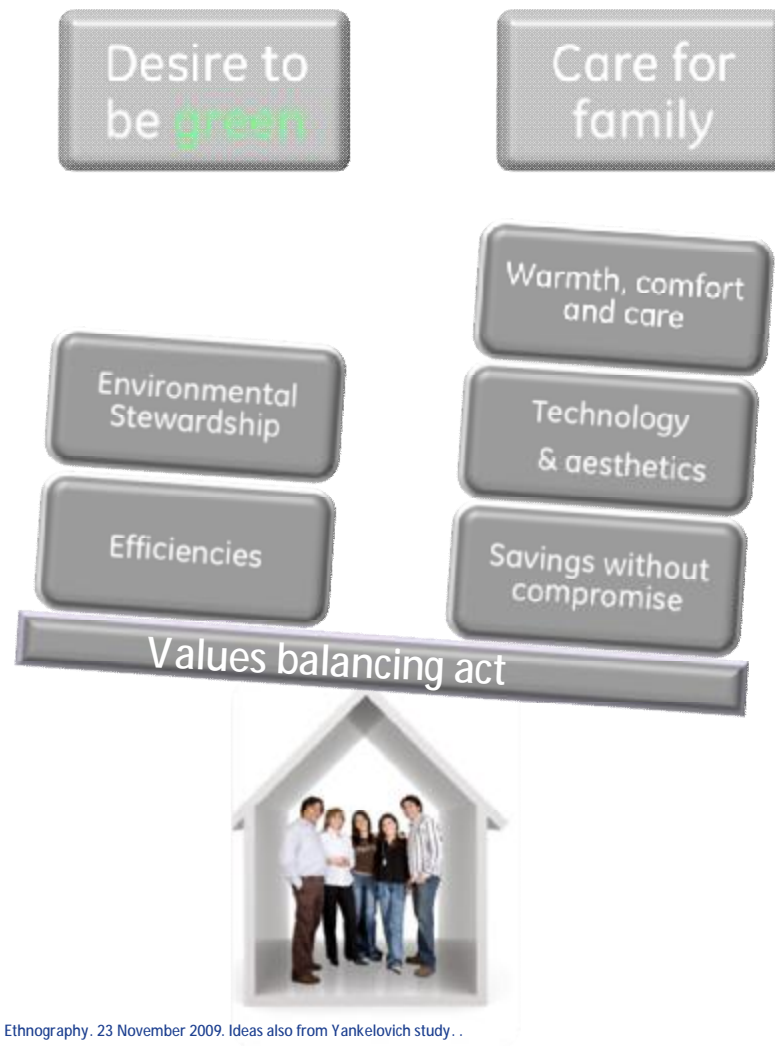 Desire to
be green
Care for
family
Environmental
Stewardship
Efficiencies
Warmth, comfort
and care
Technology
& aesthetics
Savings without
compromise
Values balancing act
Ethnography. 23 November 2009. Ideas also from Yankelovich study. .